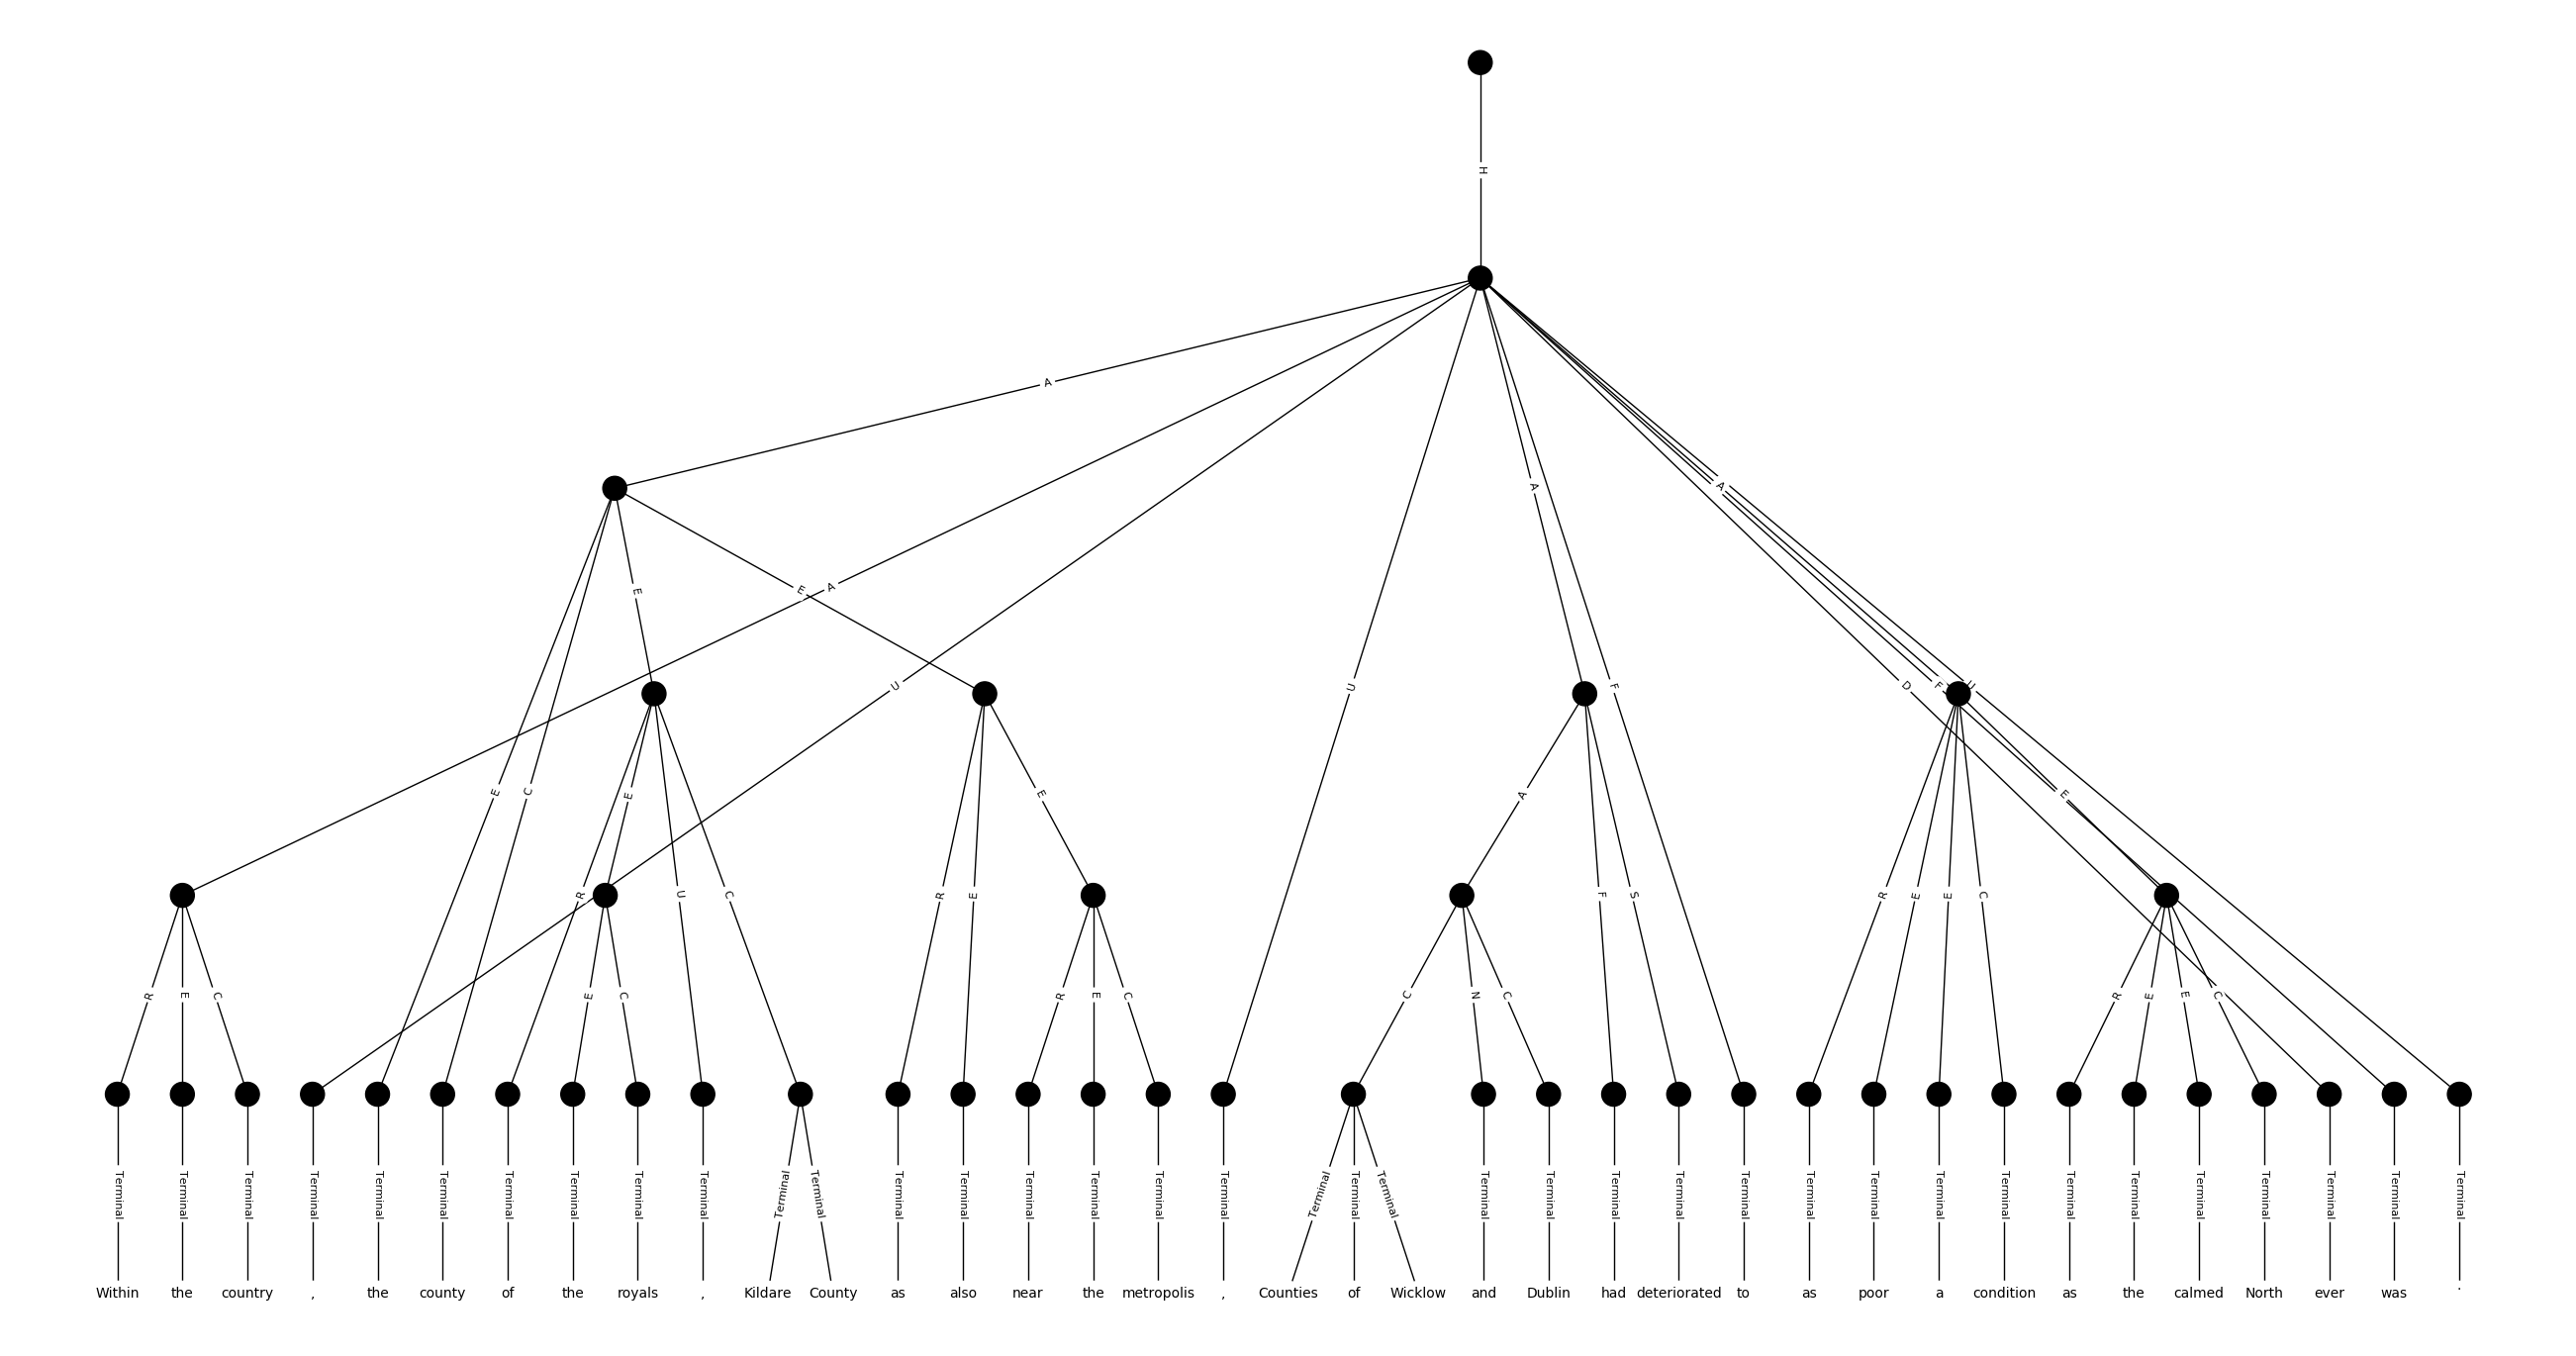 H
A
A
E
E
A
U
U
A
F
D
F
U
E
C
E
R
E
U
C
R
E
E
A
F
S
R
E
E
C
E
R
E
C
E
C
R
E
C
C
N
C
R
E
E
C
Terminal Terminal Terminal Terminal Terminal Terminal Terminal Terminal Terminal Terminal Terminal Terminal Terminal Terminal Terminal Terminal Terminal Terminal Terminal Terminal Terminal Terminal Terminal Terminal Terminal Terminal Terminal Terminal Terminal Terminal Terminal Terminal Terminal Terminal Terminal Terminal Terminal
Within the country , the county of the royals , Kildare County as also near the metropolis , Counties of Wicklow and Dublin had deteriorated to as poor a condition as the calmed North ever was .